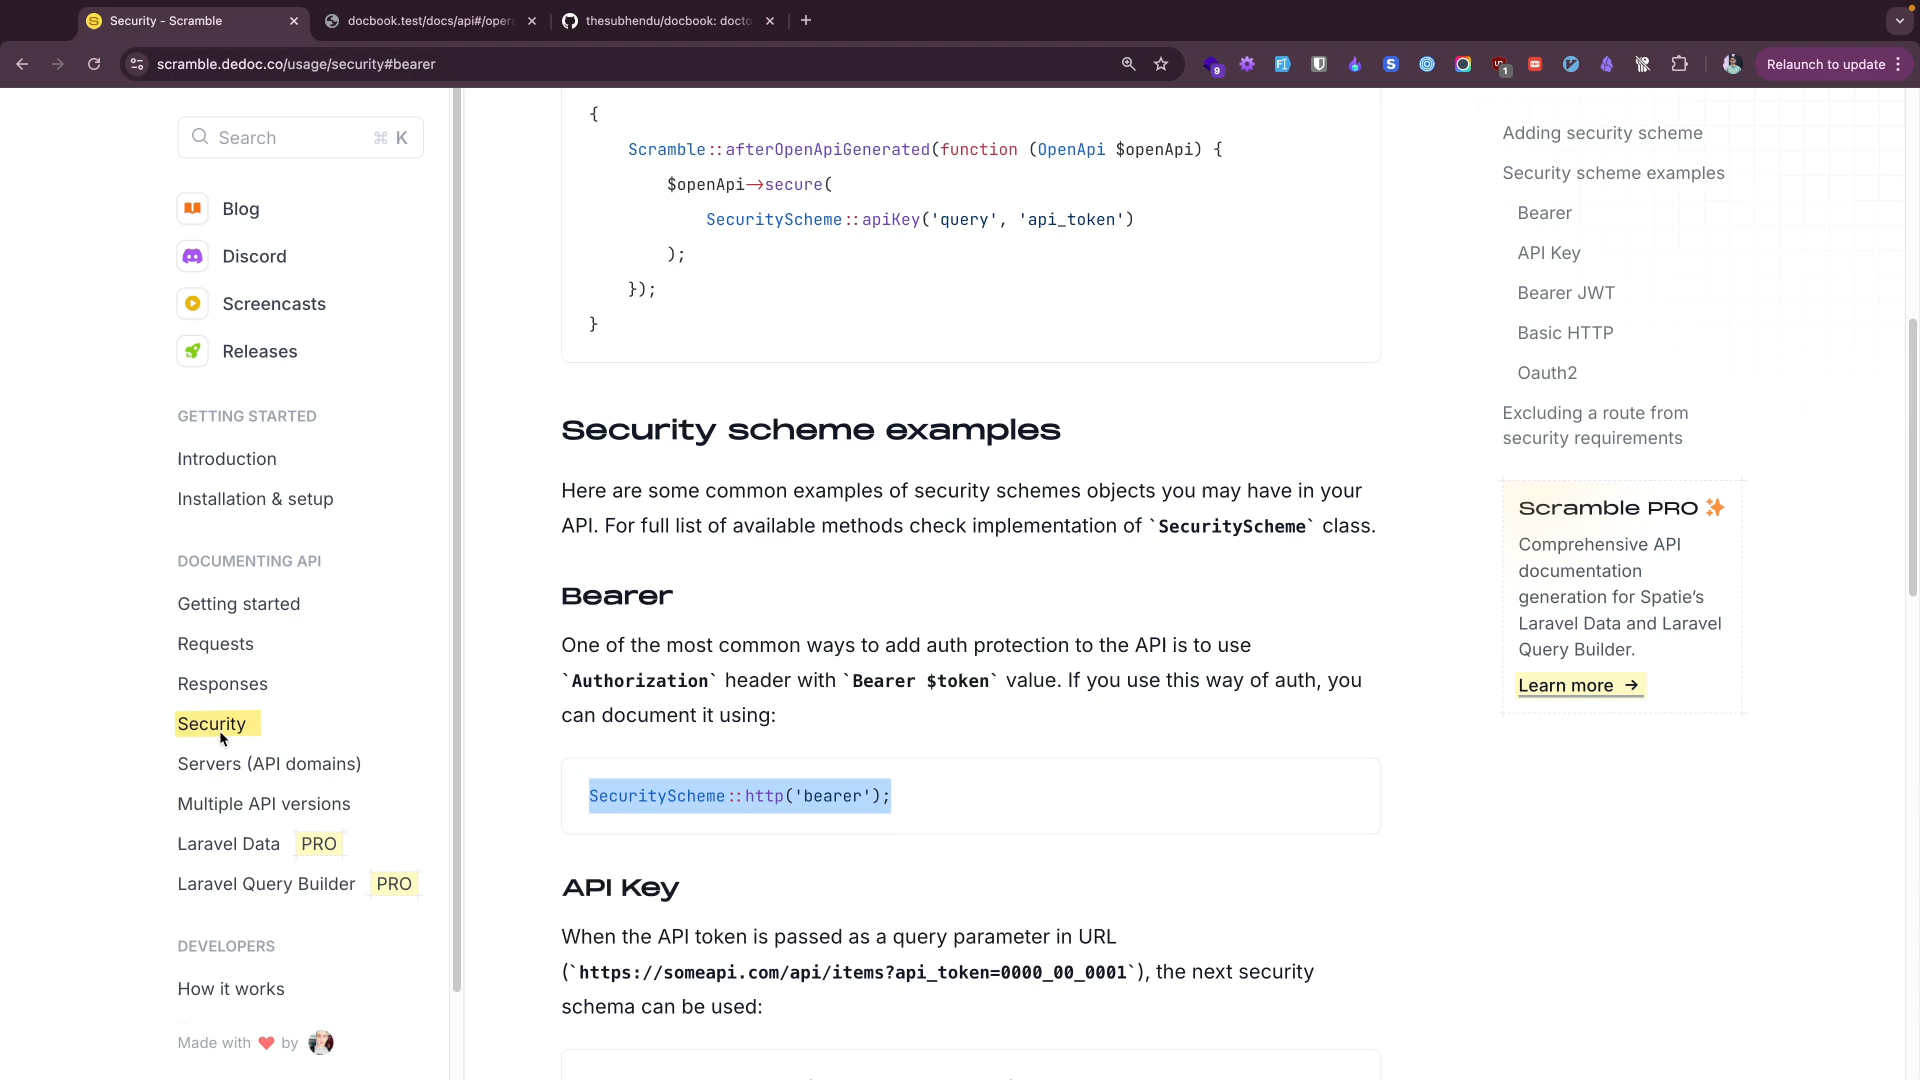 Security - Scramble
docbook.test/docs/api#/oper
thesubhendu/docbook: docto
scramble.dedoc.co/usage/security#bearer
9
1
Relaunch to update
Search
⌘ K
Blog
Discord
Screencasts
Releases
GETTING STARTED
Introduction
Installation & setup
DOCUMENTING API
Getting started
Requests
Responses
Security
Servers (API domains)
Multiple API versions
Laravel Data PRO
Laravel Query Builder PRO
DEVELOPERS
How it works
Made with ❤ by
{
Scramble::afterOpenApiGenerated(function (OpenApi $openApi) {
$openApi->secure(
SecurityScheme::apiKey('query', 'api_token')
);
});
}
Security scheme examples
Here are some common examples of security schemes objects you may have in your
API. For full list of available methods check implementation of `SecurityScheme` class.
Bearer
One of the most common ways to add auth protection to the API is to use
`Authorization` header with `Bearer $token` value. If you use this way of auth, you
can document it using:
SecurityScheme::http('bearer');
API Key
When the API token is passed as a query parameter in URL
(`https://someapi.com/api/items?api_token=0000_00_0001`), the next security
schema can be used:
Adding security scheme
Security scheme examples
Bearer
API Key
Bearer JWT
Basic HTTP
Oauth2
Excluding a route from
security requirements
Scramble PRO ✨
Comprehensive API
documentation
generation for Spatie’s
Laravel Data and Laravel
Query Builder.
Learn more →